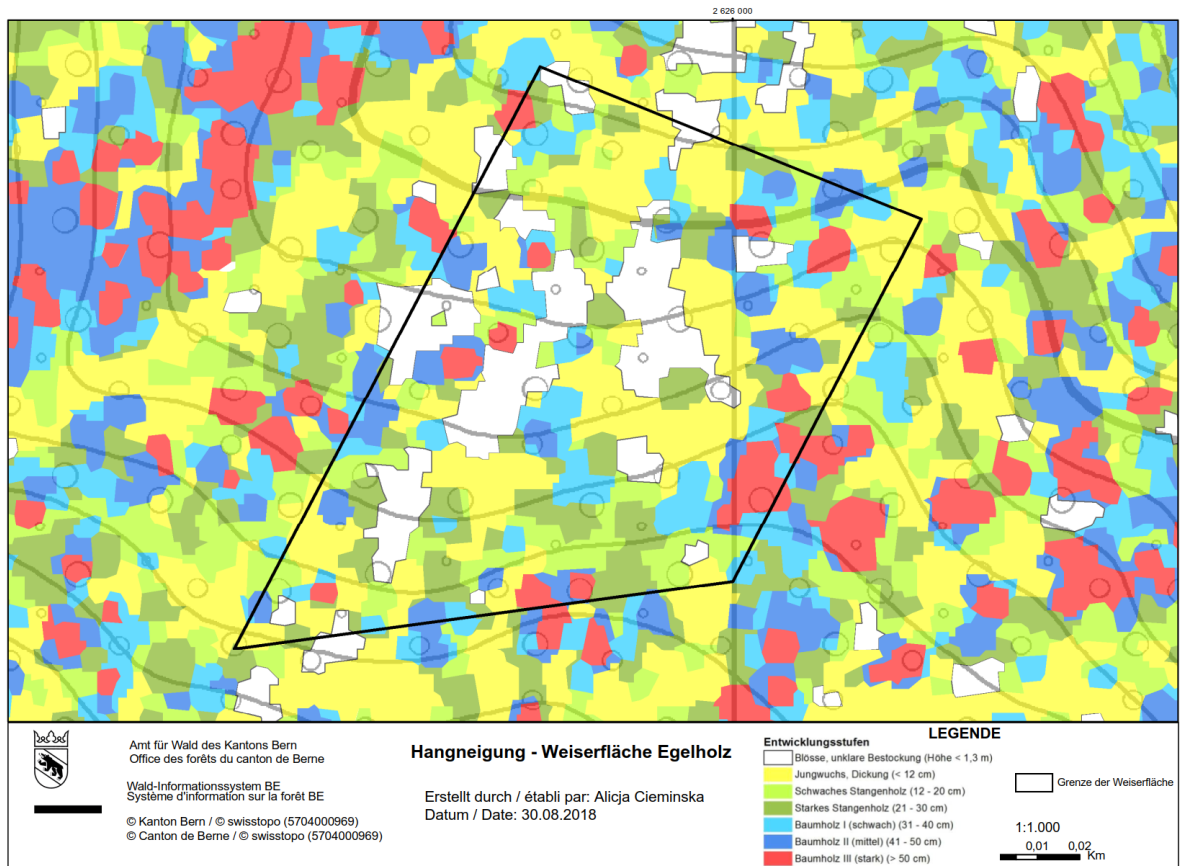 2 626 000
Amt für Wald des Kantons Bern
Office des forêts du canton de Berne
Wald-Informationssystem BE
Système d'information sur la forêt BE
© Kanton Bern / © swisstopo (5704000969)
© Canton de Berne / © swisstopo (5704000969)
Hangneigung - Weiserfläche Egelholz
Erstellt durch / établi par: Alicja Cieminska
Datum / Date: 30.08.2018
LEGENDE
Entwicklungsstufen
Blösse, unklare Bestockung (Höhe < 1,3 m)
Jungwuchs, Dickung (< 12 cm)
Schwaches Stangenholz (12 - 20 cm)
Starkes Stangenholz (21 - 30 cm)
Baumholz I (schwach) (31 - 40 cm)
Baumholz II (mittel) (41 - 50 cm)
Baumholz III (stark) (> 50 cm)
Grenze der Weiserfläche
1:1.000
0,01 0,02
Km